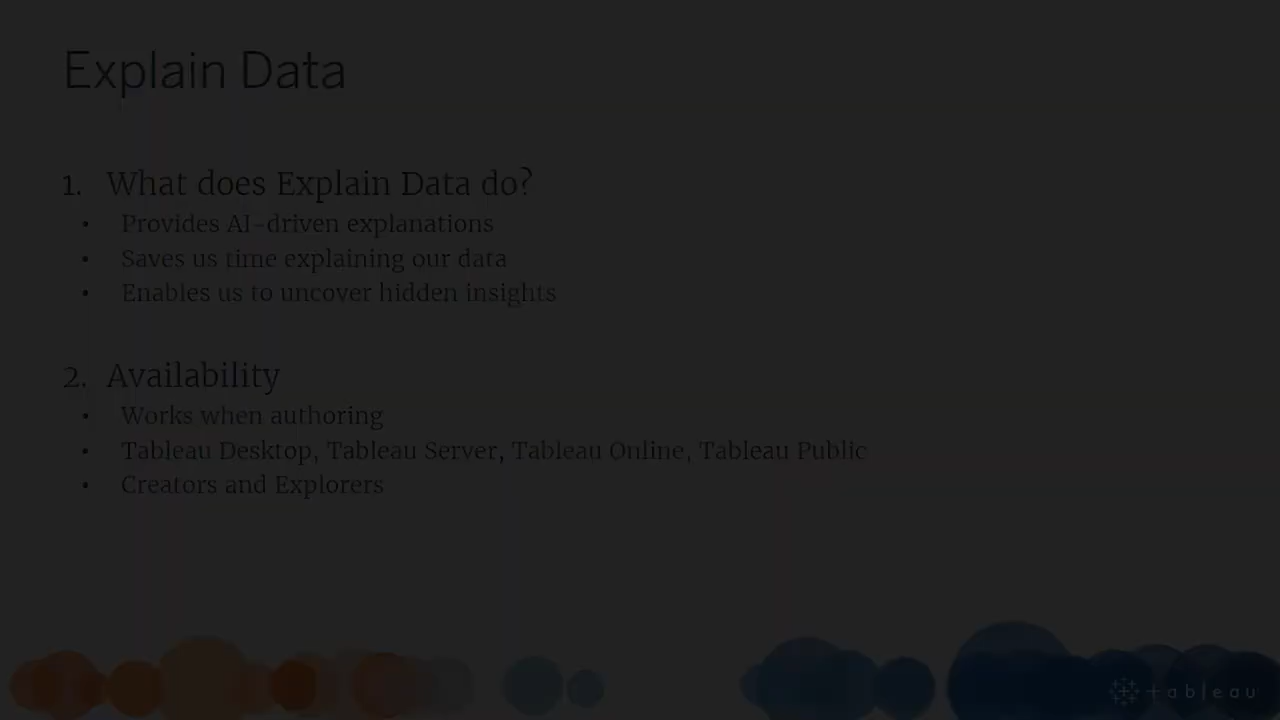 Explain Data
1. What does Explain Data do?
• Provides AI-driven explanations
• Saves us time explaining our data
• Enables us to uncover hidden insights
2. Availability
• Works when authoring
• Tableau Desktop, Tableau Server, Tableau Online, Tableau Public
• Creators and Explorers
+ableau